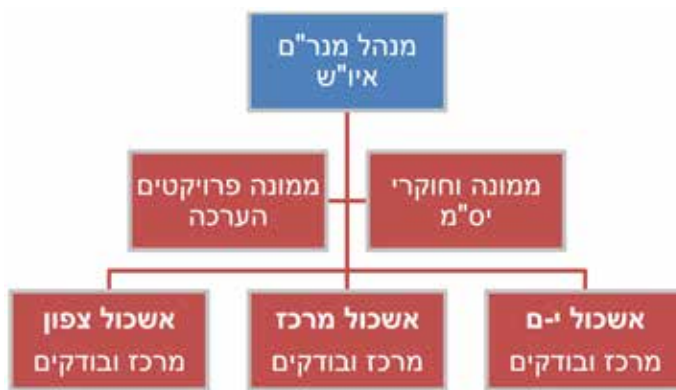 מנהל מנר"ם
איו"ש
ממונה וחוקרי
יס"מ
ממונה פרויקטים
הערכה
אשכול י-ם
מרכז ובודקים
אשכול מרכז
מרכז ובודקים
אשכול צפון
מרכז ובודקים